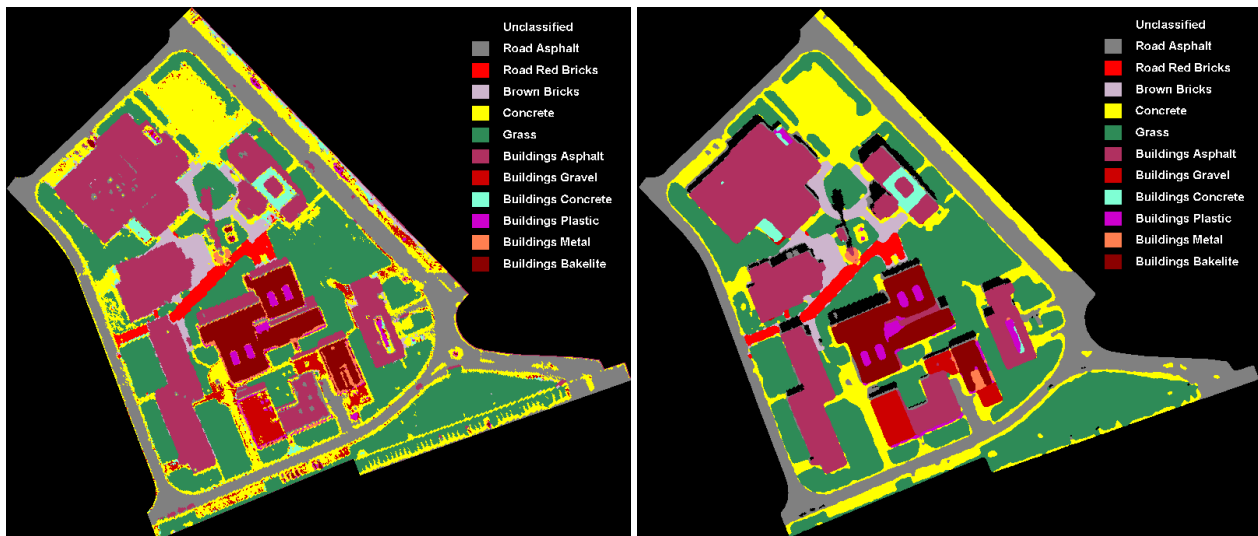 Unclassified
Road Asphalt
Road Red Bricks
Brown Bricks
Concrete
Grass
Buildings Asphalt
Buildings Gravel
Buildings Concrete
Buildings Plastic
Buildings Metal
Buildings Bakelite
Unclassified
Road Asphalt
Road Red Bricks
Brown Bricks
Concrete
Grass
Buildings Asphalt
Buildings Gravel
Buildings Concrete
Buildings Plastic
Buildings Metal
Buildings Bakelite